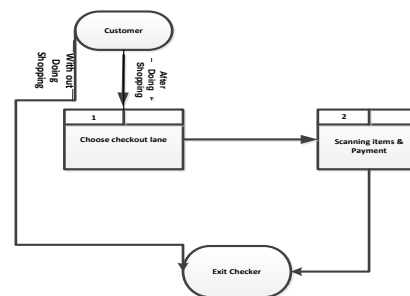 Customer
With out
Doing
Shopping
After
Doing
Shopping
1
Choose checkout lane
2
Scanning items &
Payment
Exit Checker